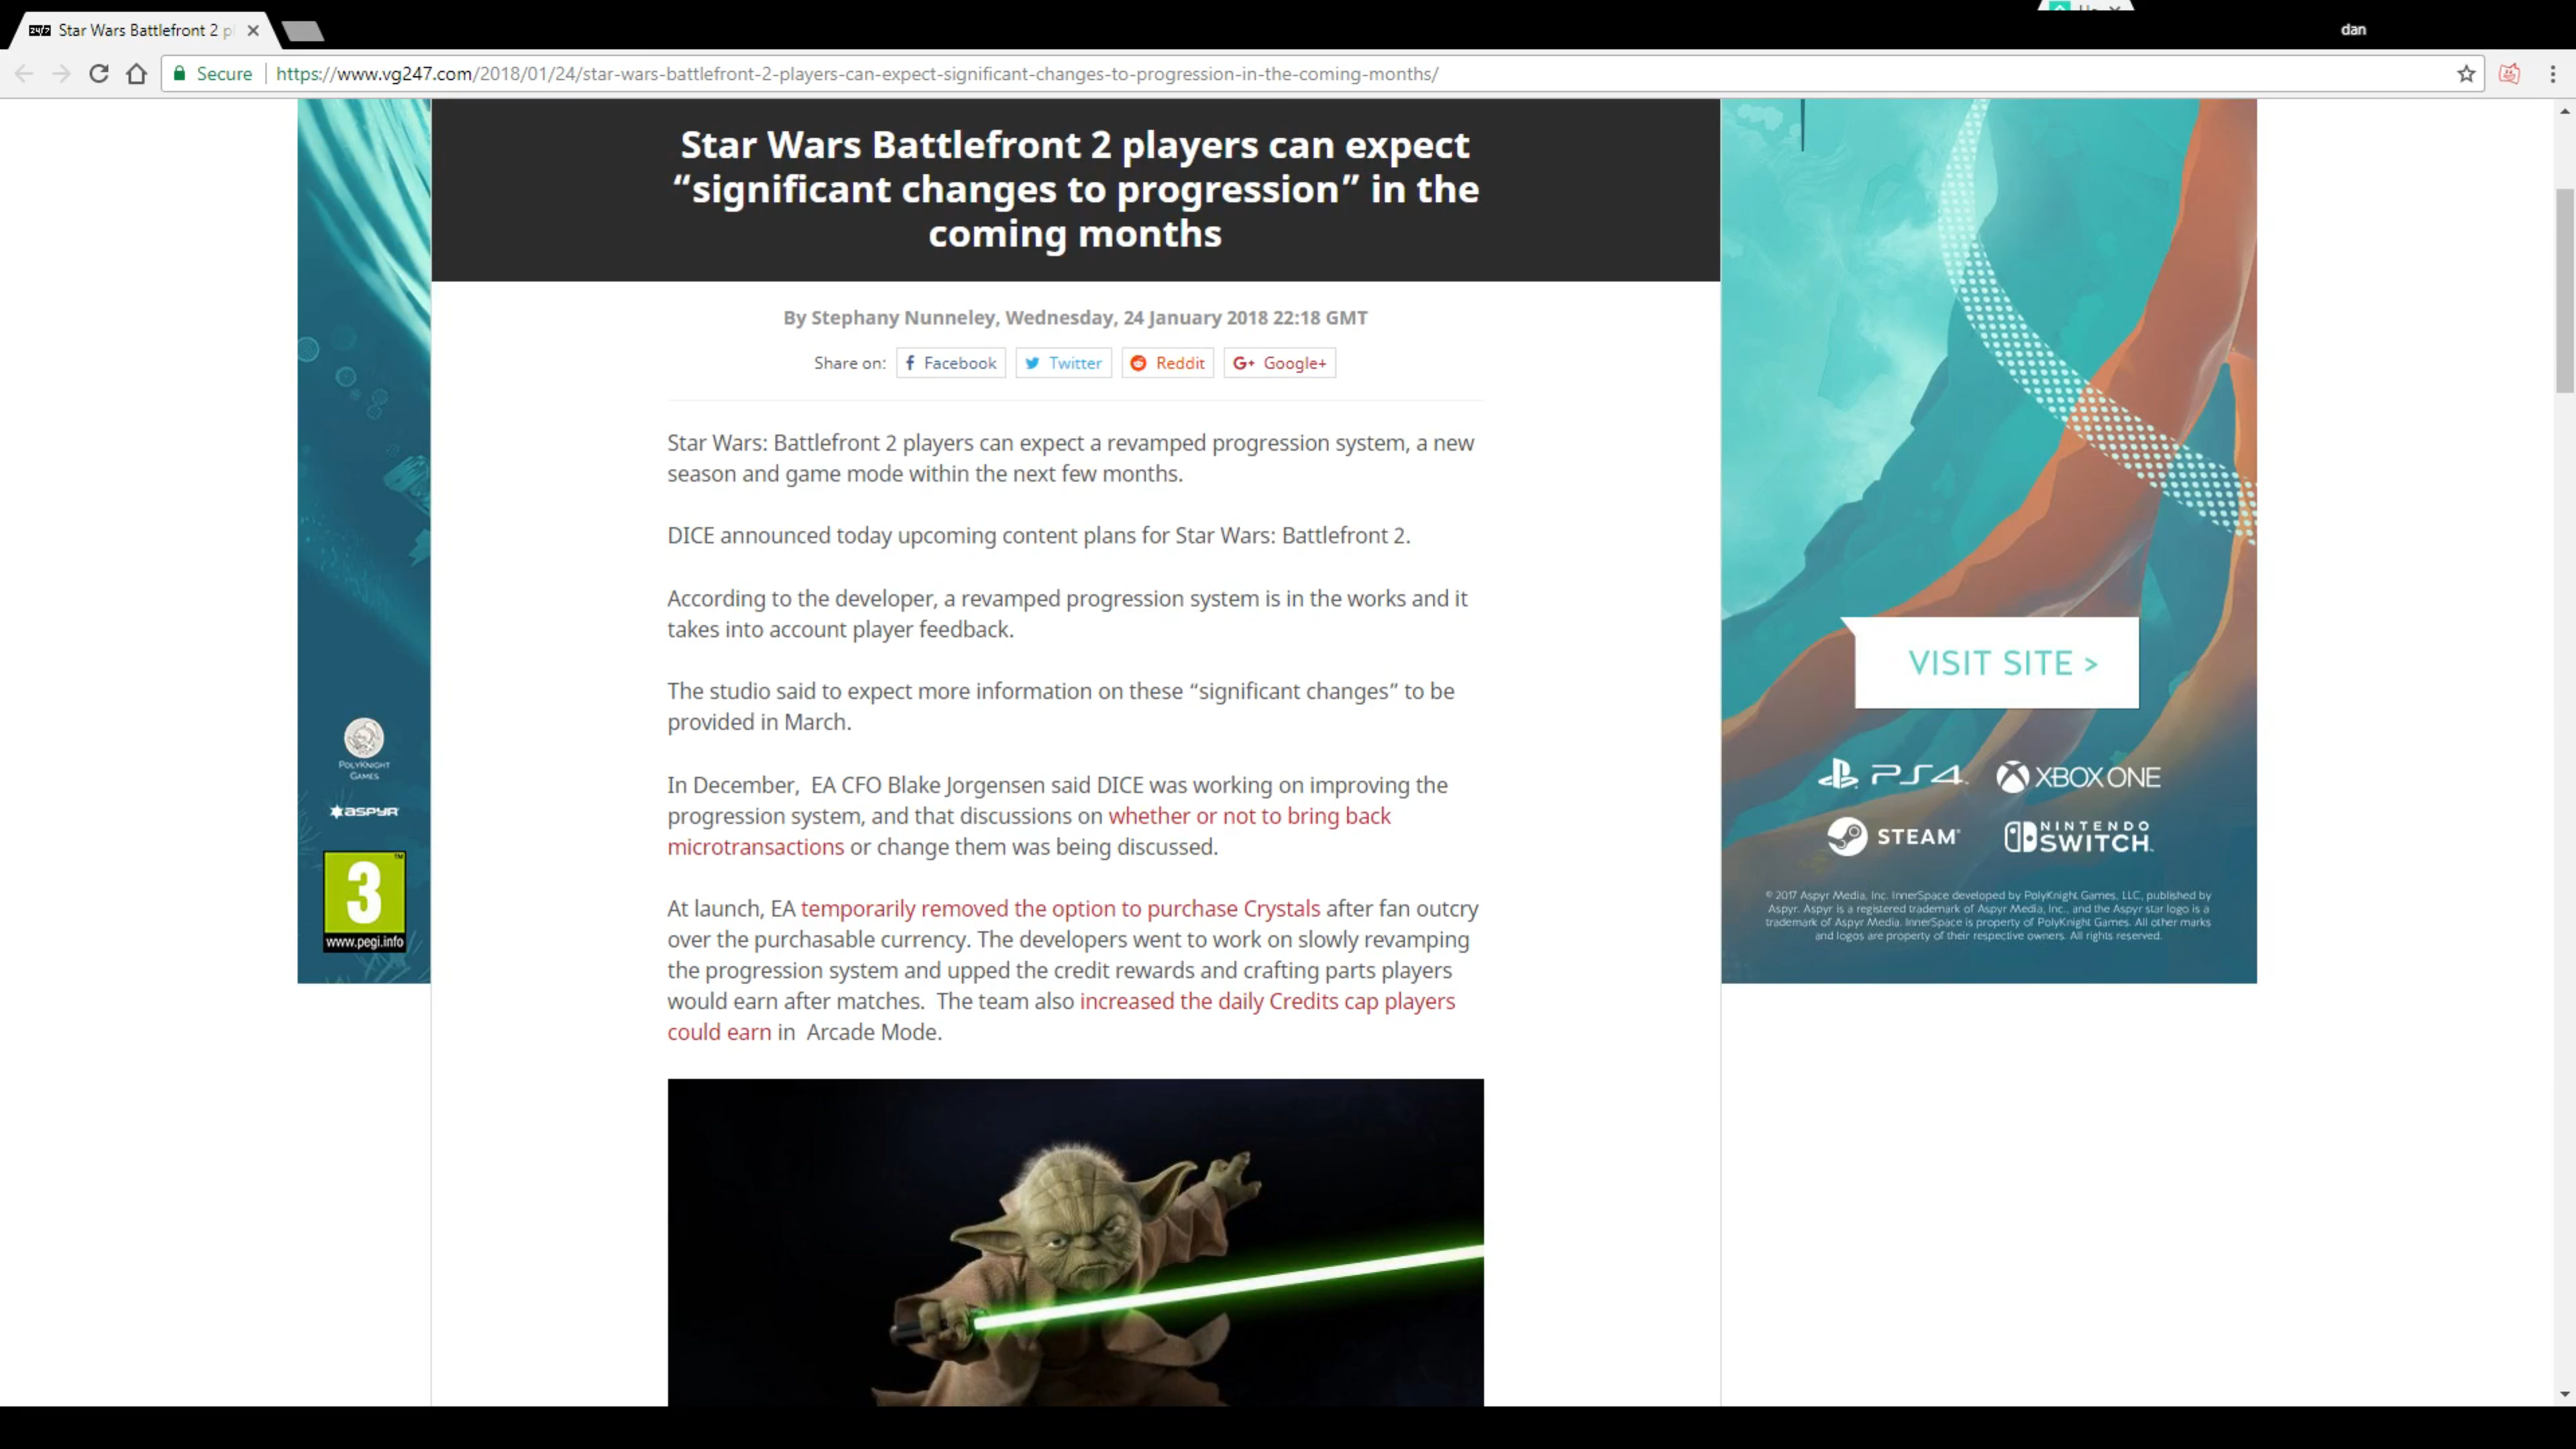 Star Wars Battlefront 2 p
dan
Secure
https://www.vg247.com/2018/01/24/star-wars-battlefront-2-players-can-expect-significant-changes-to-progression-in-the-coming-months/
Star Wars Battlefront 2 players can expect
“significant changes to progression” in the
coming months
By Stephany Nunneley, Wednesday, 24 January 2018 22:18 GMT
Share on: Facebook Twitter Reddit G+ Google+
Star Wars: Battlefront 2 players can expect a revamped progression system, a new
season and game mode within the next few months.
DICE announced today upcoming content plans for Star Wars: Battlefront 2.
According to the developer, a revamped progression system is in the works and it
takes into account player feedback.
The studio said to expect more information on these “significant changes” to be
provided in March.
In December,  EA CFO Blake Jorgensen said DICE was working on improving the
progression system, and that discussions on whether or not to bring back
microtransactions or change them was being discussed.
At launch, EA temporarily removed the option to purchase Crystals after fan outcry
over the purchasable currency. The developers went to work on slowly revamping
the progression system and upped the credit rewards and crafting parts players
would earn after matches.  The team also increased the daily Credits cap players
could earn in  Arcade Mode.
POLYKNIGHT
GAMES
ASPYR
3
www.pegi.info
VISIT SITE >
PS4 XBOX ONE
STEAM NINTENDO
SWITCH
© 2017 Aspyr Media, Inc. InnerSpace developed by PolyKnight Games, LLC, published by
Aspyr. Aspyr is a registered trademark of Aspyr Media, Inc., and the Aspyr star logo is a
trademark of Aspyr Media. InnerSpace is property of PolyKnight Games. All other marks
and logos are property of their respective owners. All rights reserved.